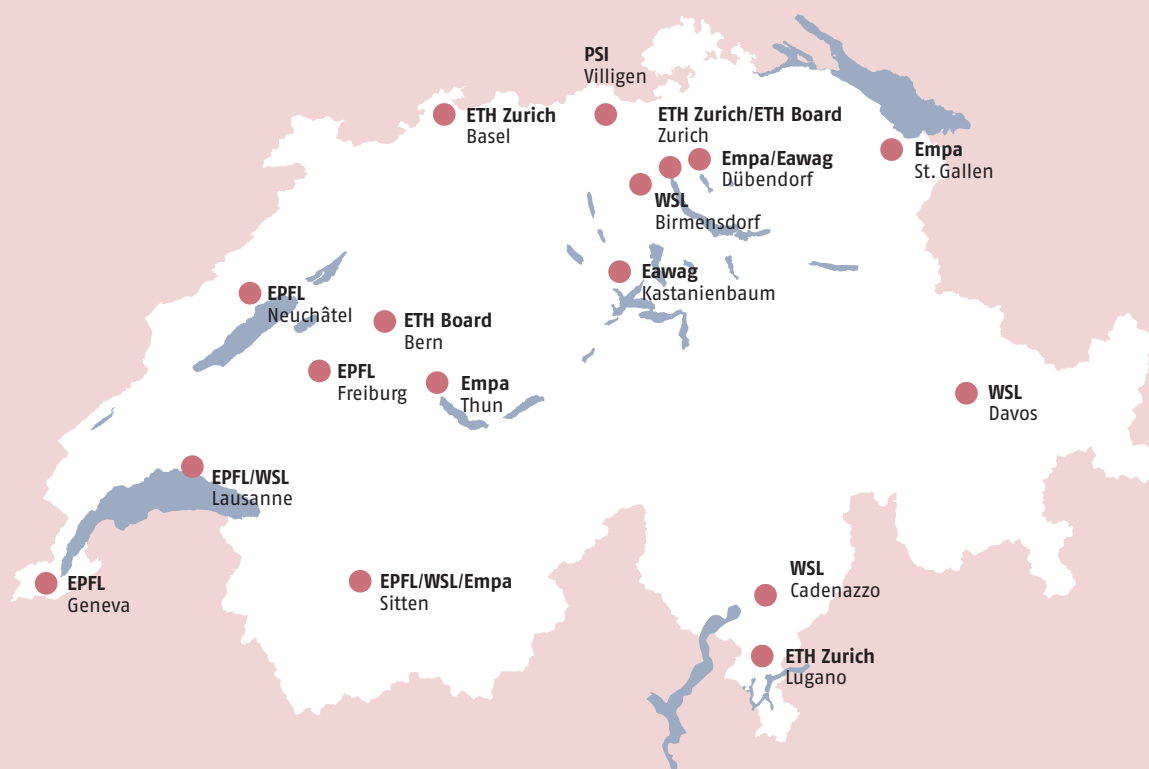 PSI
Villigen
ETH Zurich
Basel
ETH Zurich/ETH Board
Zurich
Empa/Eawag
Dübendorf
Empa
St. Gallen
WSL
Birmensdorf
Eawag
Kastanienbaum
EPFL
Neuchâtel
ETH Board
Bern
EPFL
Freiburg
Empa
Thun
WSL
Davos
EPFL/WSL
Lausanne
EPFL
Geneva
EPFL/WSL/Empa
Sitten
WSL
Cadenazzo
ETH Zurich
Lugano